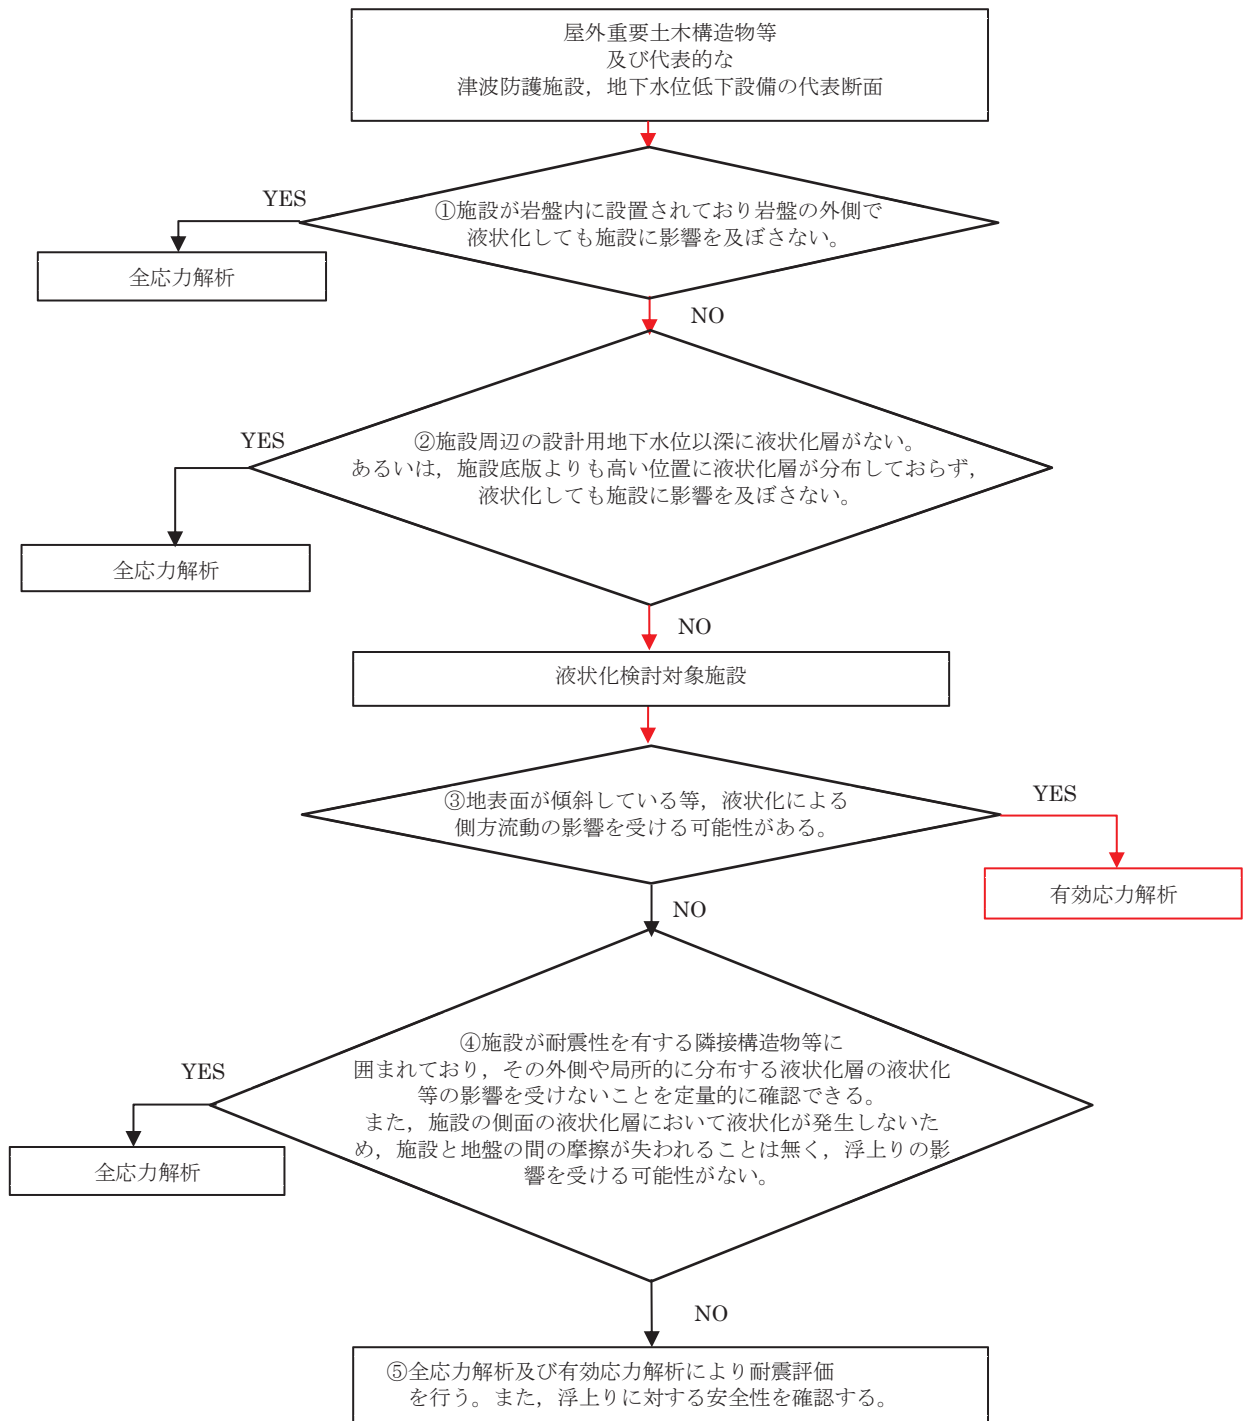 屋外重要土木構造物等
及び代表的な
津波防護施設，地下水位低下設備の代表断面
YES
①施設が岩盤内に設置されており岩盤の外側で
液状化しても施設に影響を及ぼさない。
全応力解析
NO
YES
②施設周辺の設計用地下水位以深に液状化層がない。
あるいは，施設底版よりも高い位置に液状化層が分布しておらず，
液状化しても施設に影響を及ぼさない。
全応力解析
NO
液状化検討対象施設
③地表面が傾斜している等，液状化による
側方流動の影響を受ける可能性がある。
YES
有効応力解析
NO
YES
④施設が耐震性を有する隣接構造物等に
囲まれており，その外側や局所的に分布する液状化層の液状化
等の影響を受けないことを定量的に確認できる。
また，施設の側面の液状化層において液状化が発生しないた
め，施設と地盤の間の摩擦が失われることは無く，浮上りの影
響を受ける可能性がない。
全応力解析
NO
⑤全応力解析及び有効応力解析により耐震評価
を行う。また，浮上りに対する安全性を確認する。